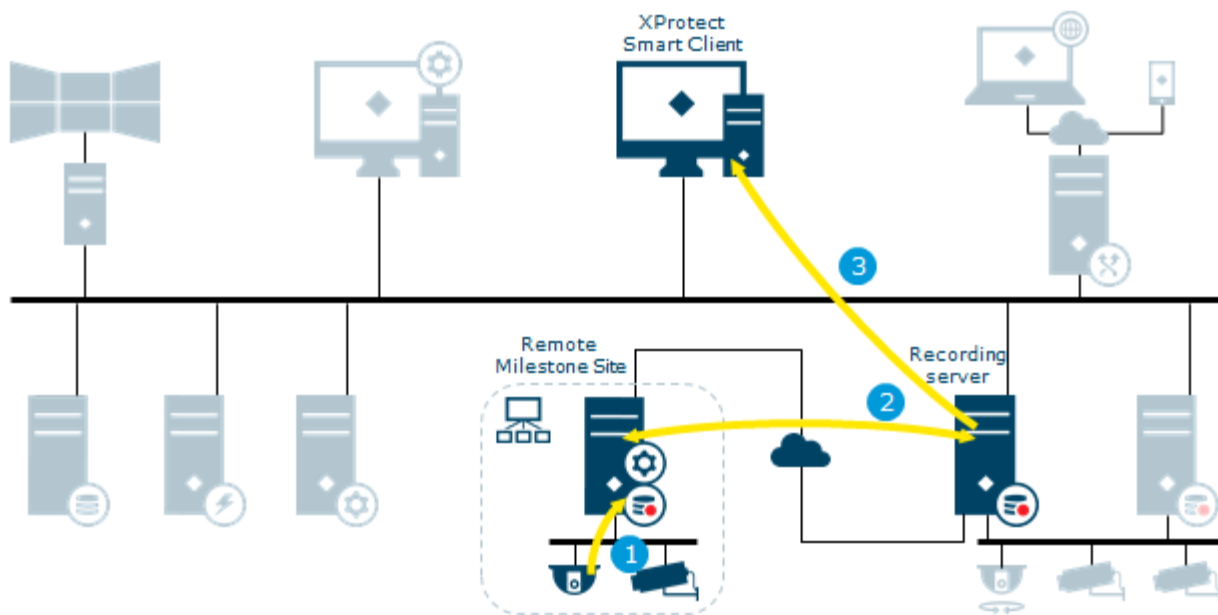 XProtect
Smart Client
3
Remote
Milestone Site
Recording
server
2
1